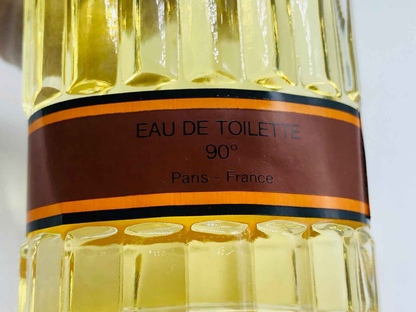 EAU DE TOILETTE
90°
Paris - France